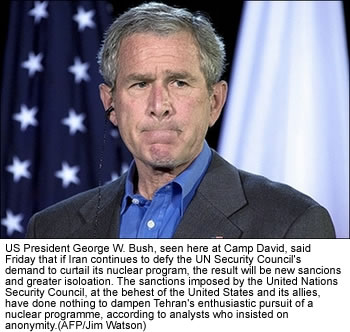 US President George W. Bush, seen here at Camp David, said
Friday that if Iran continues to defy the UN Security Council's
demand to curtail its nuclear program, the result will be new sancions
and greater isoloation. The sanctions imposed by the United Nations
Security Council, at the behest of the United States and its allies,
have done nothing to dampen Tehran's enthusiastic pursuit of a
nuclear programme, according to analysts who insisted on
anonymity.(AFP/Jim Watson)